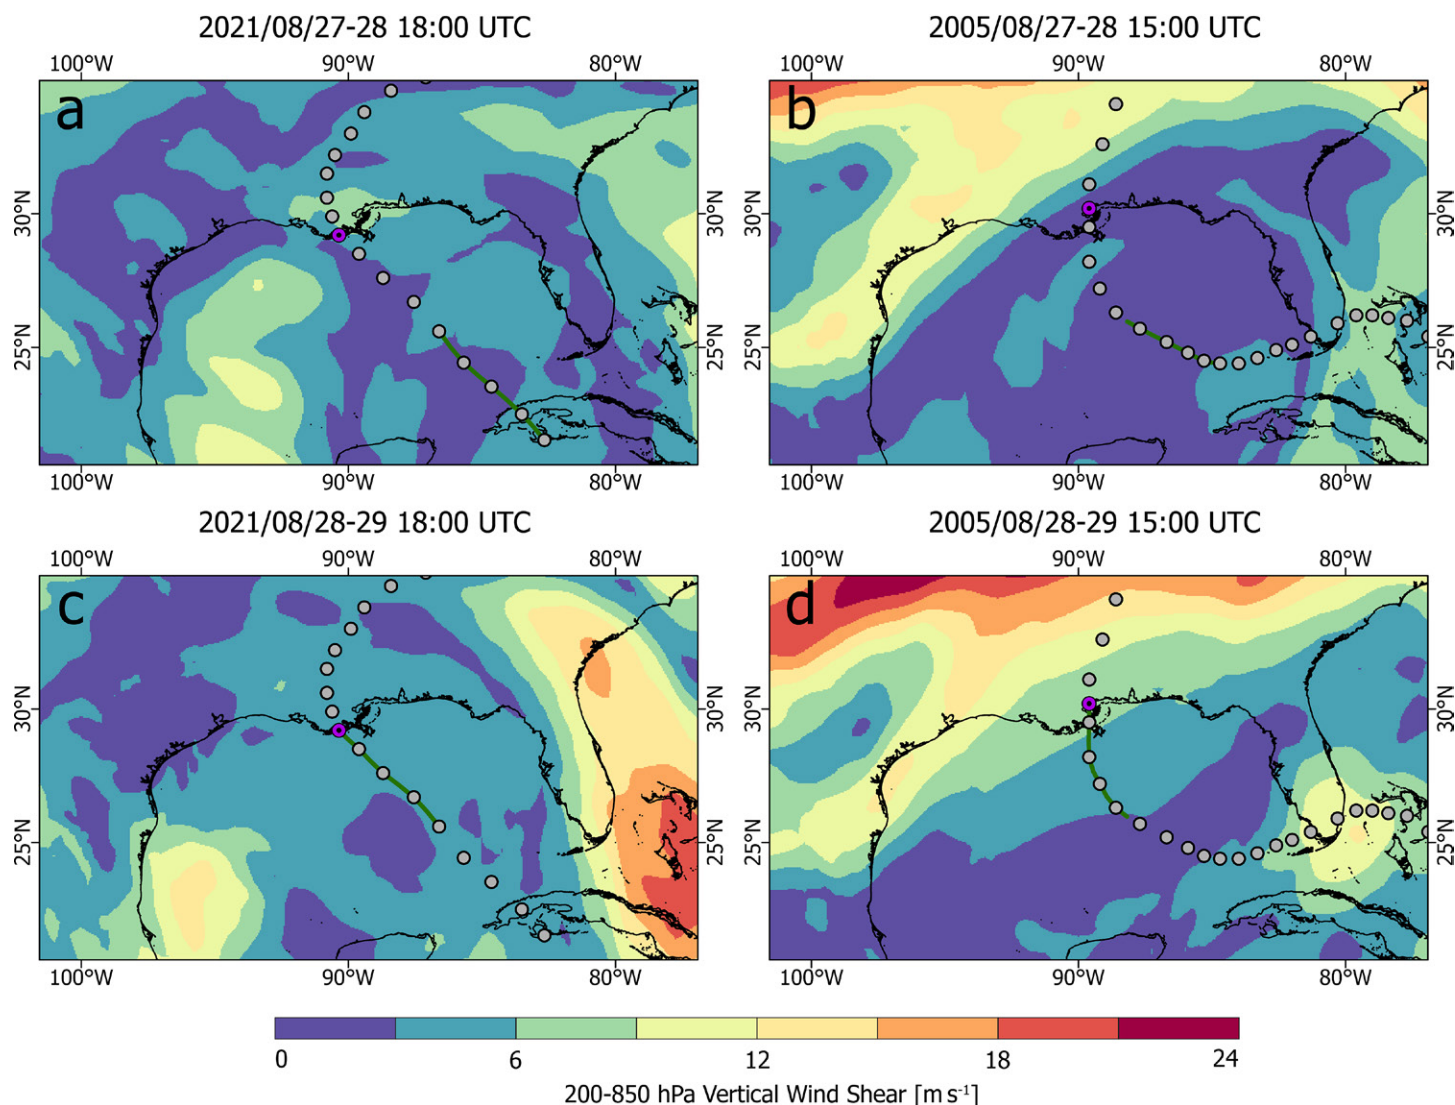 2021/08/27-28 18:00 UTC
2005/08/27-28 15:00 UTC
100°W 90°W 80°W
100°W 90°W 80°W
a
b
30°N
25°N
30°N
25°N
30°N
25°N
30°N
25°N
100°W 90°W 80°W
100°W 90°W 80°W
2021/08/28-29 18:00 UTC
2005/08/28-29 15:00 UTC
100°W 90°W 80°W
100°W 90°W 80°W
c
d
30°N
25°N
30°N
25°N
30°N
25°N
30°N
25°N
100°W 90°W 80°W
100°W 90°W 80°W
0 6 12 18 24
200-850 hPa Vertical Wind Shear [m s⁻¹]